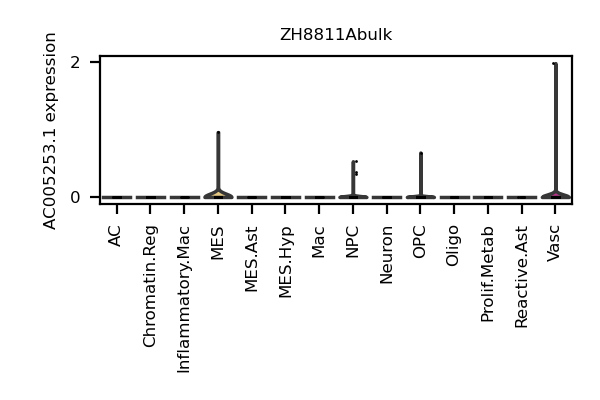 ZH8811Abulk
AC005253.1 expression
2
0
AC
Chromatin.Reg
Inflammatory.Mac
MES
MES.Ast
MES.Hyp
Mac
NPC
Neuron
OPC
Oligo
Prolif.Metab
Reactive.Ast
Vasc